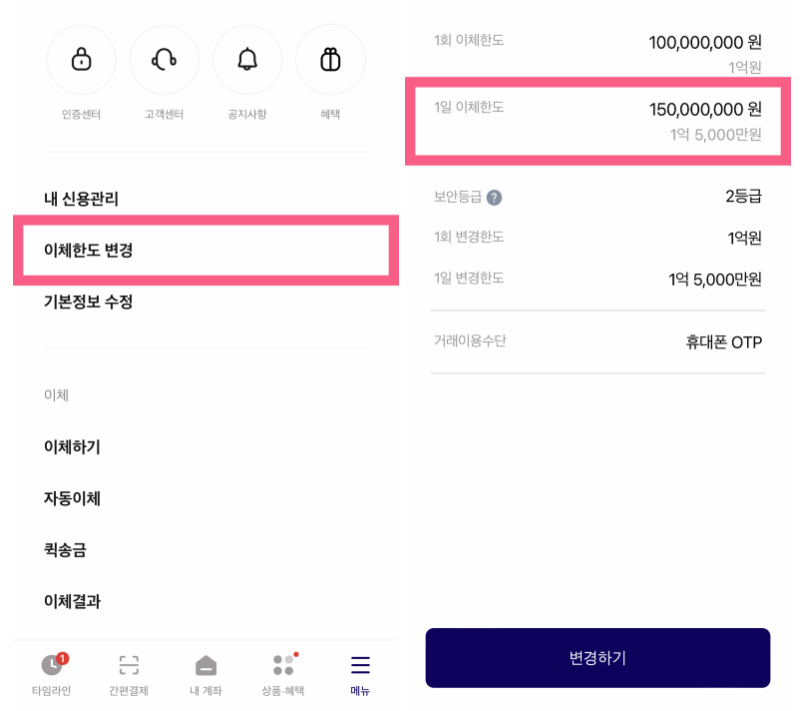 인증센터 고객센터 공지사항 혜택
내 신용관리
이체한도 변경
기본정보 수정
이체
이체하기
자동이체
퀵송금
이체결과
1
타임라인 간편결제 내 계좌 상품·혜택 메뉴
1회 이체한도 100,000,000 원
1억원
1일 이체한도 150,000,000 원
1억 5,000만원
보안등급 ? 2등급
1회 변경한도 1억원
1일 변경한도 1억 5,000만원
거래이용수단 휴대폰 OTP
변경하기